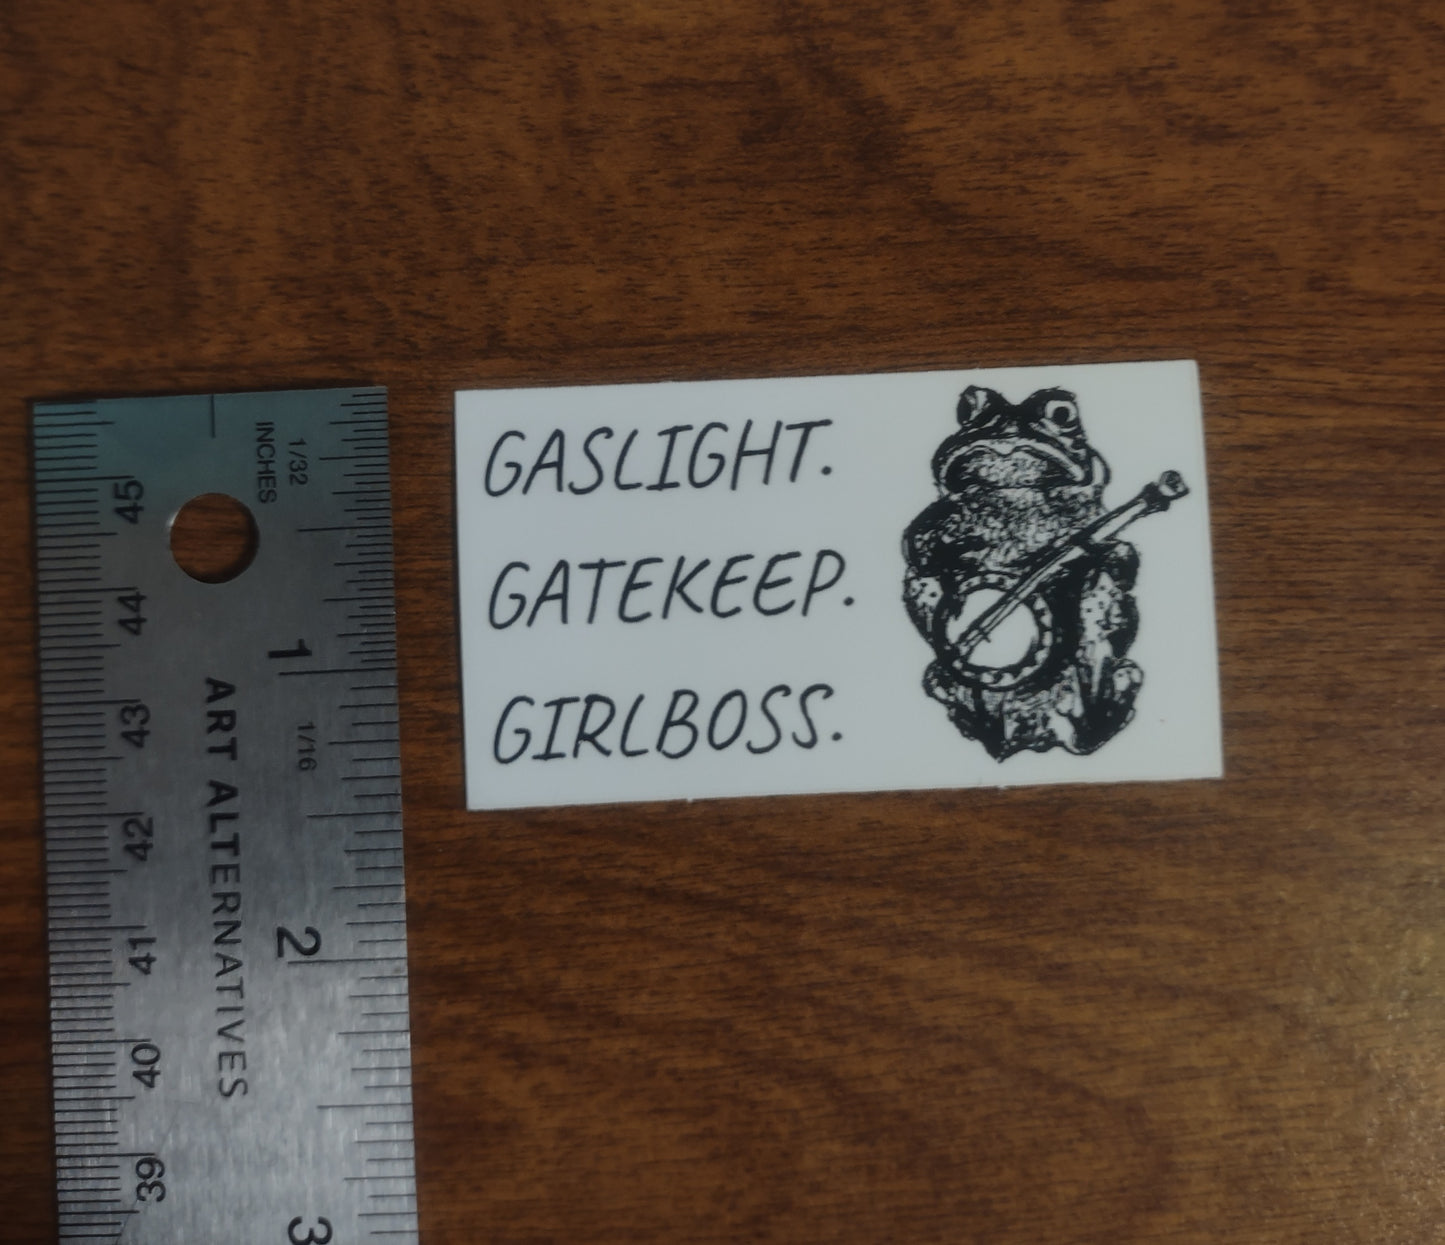 GASLIGHT.
GATEKEEP.
GIRLBOSS.
1/32
INCHES
1
1/16
2
3
ART ALTERNATIVES
45
44
43
42
41
40
39